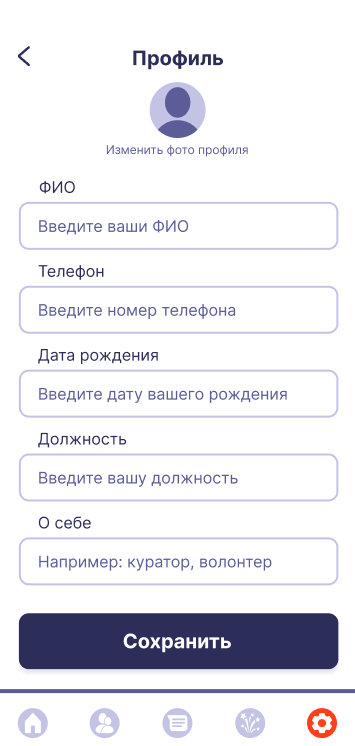 Профиль
Изменить фото профиля
ФИО
Введите ваши ФИО
Телефон
Введите номер телефона
Дата рождения
Введите дату вашего рождения
Должность
Введите вашу должность
О себе
Например: куратор, волонтер
Сохранить